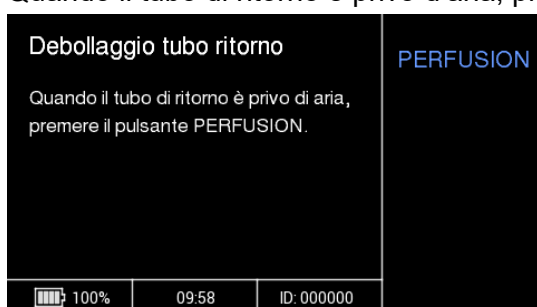 Debollaggio tubo ritorno
PERFUSION
Quando il tubo di ritorno è privo di aria,
premere il pulsante PERFUSION.
100%
09:58
ID: 000000